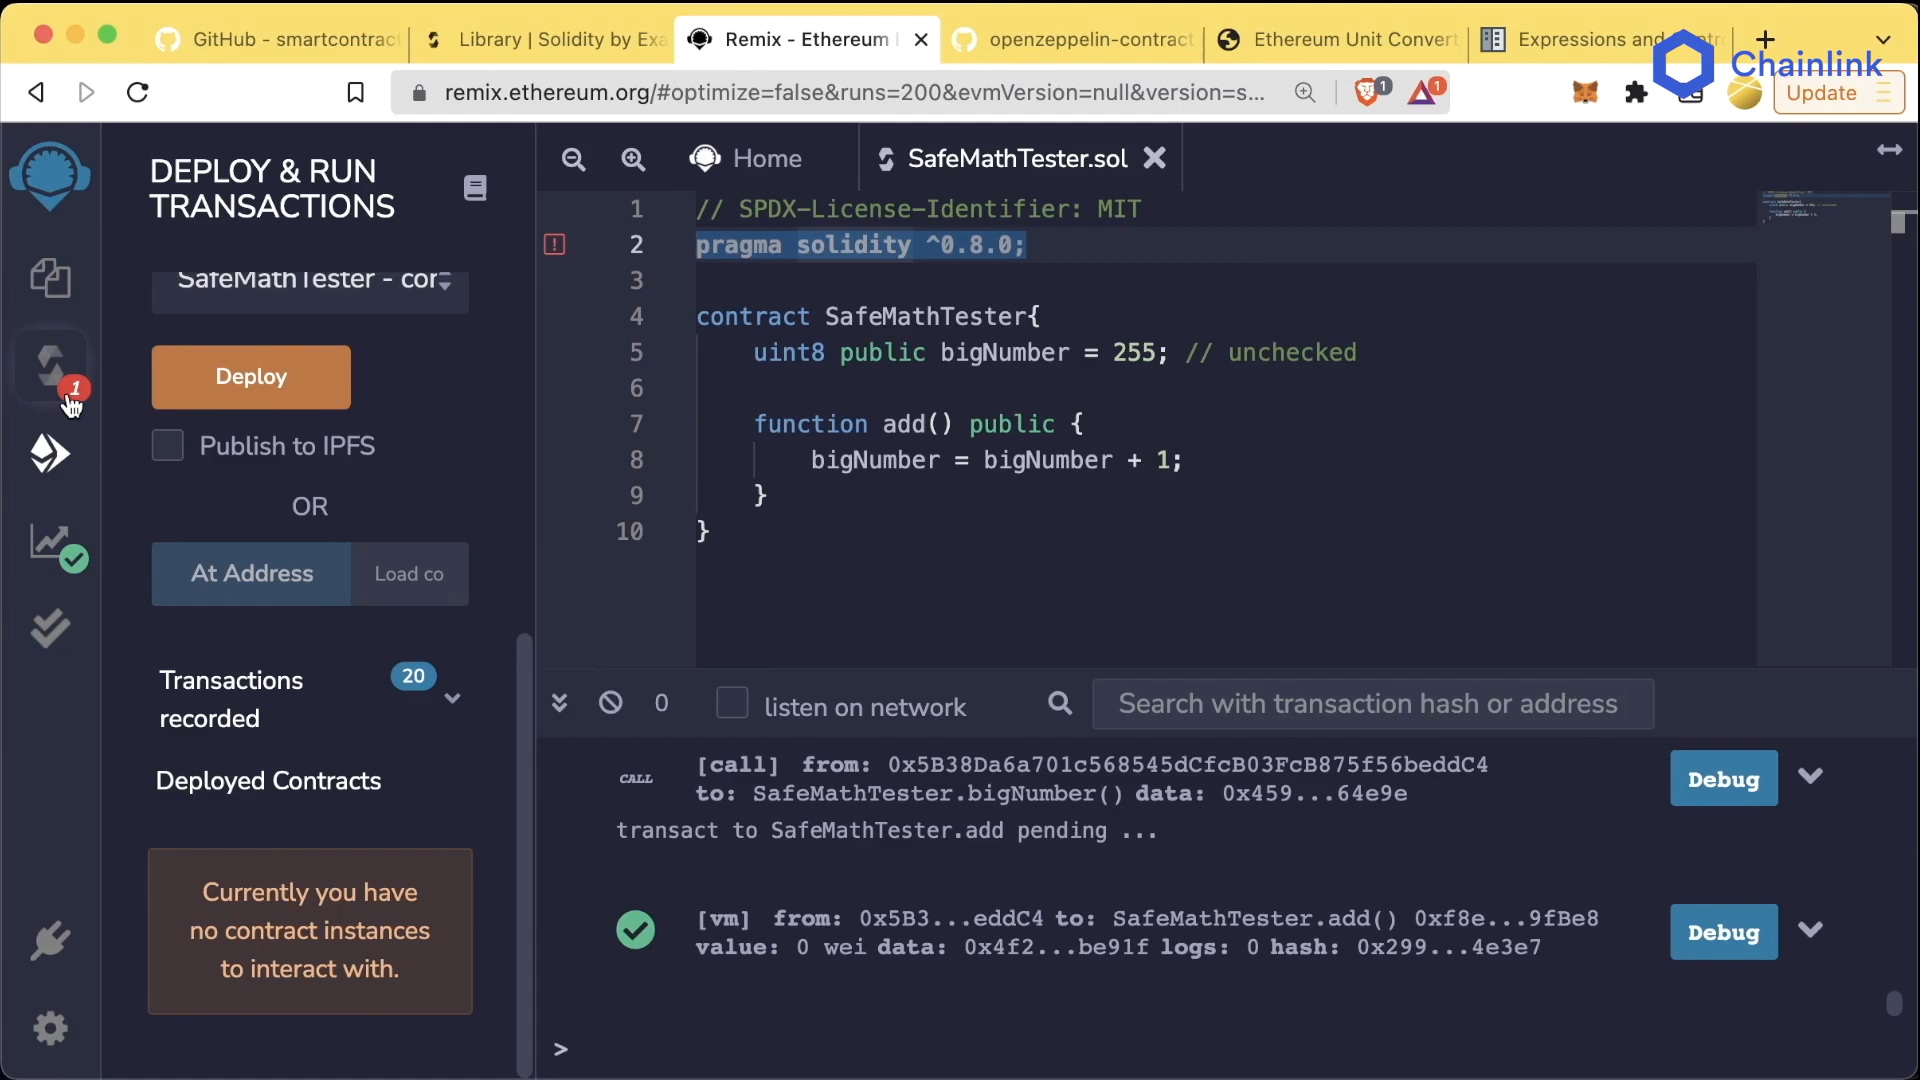 GitHub - smartcontract
Library | Solidity by Exa
Remix - Ethereum I
openzeppelin-contract
Ethereum Unit Convert
Expressions and Contr
Chainlink
remix.ethereum.org/#optimize=false&runs=200&evmVersion=null&version=s...
1
1
Update
DEPLOY & RUN
TRANSACTIONS
Home
SafeMathTester.sol
SafeMathTester - con
Deploy
1
Publish to IPFS
OR
At Address
Load co
Transactions
recorded
20
Deployed Contracts
Currently you have
no contract instances
to interact with.
1 // SPDX-License-Identifier: MIT
2 pragma solidity ^0.8.0;
3
4 contract SafeMathTester{
5 uint8 public bigNumber = 255; // unchecked
6
7 function add() public {
8 bigNumber = bigNumber + 1;
9 }
10 }
0
listen on network
Search with transaction hash or address
CALL
[call] from: 0x5B38Da6a701c568545dCfcB03FcB875f56beddC4
to: SafeMathTester.bigNumber() data: 0x459...64e9e
Debug
transact to SafeMathTester.add pending ...
[vm] from: 0x5B3...eddC4 to: SafeMathTester.add() 0xf8e...9fBe8
value: 0 wei data: 0x4f2...be91f logs: 0 hash: 0x299...4e3e7
Debug
>